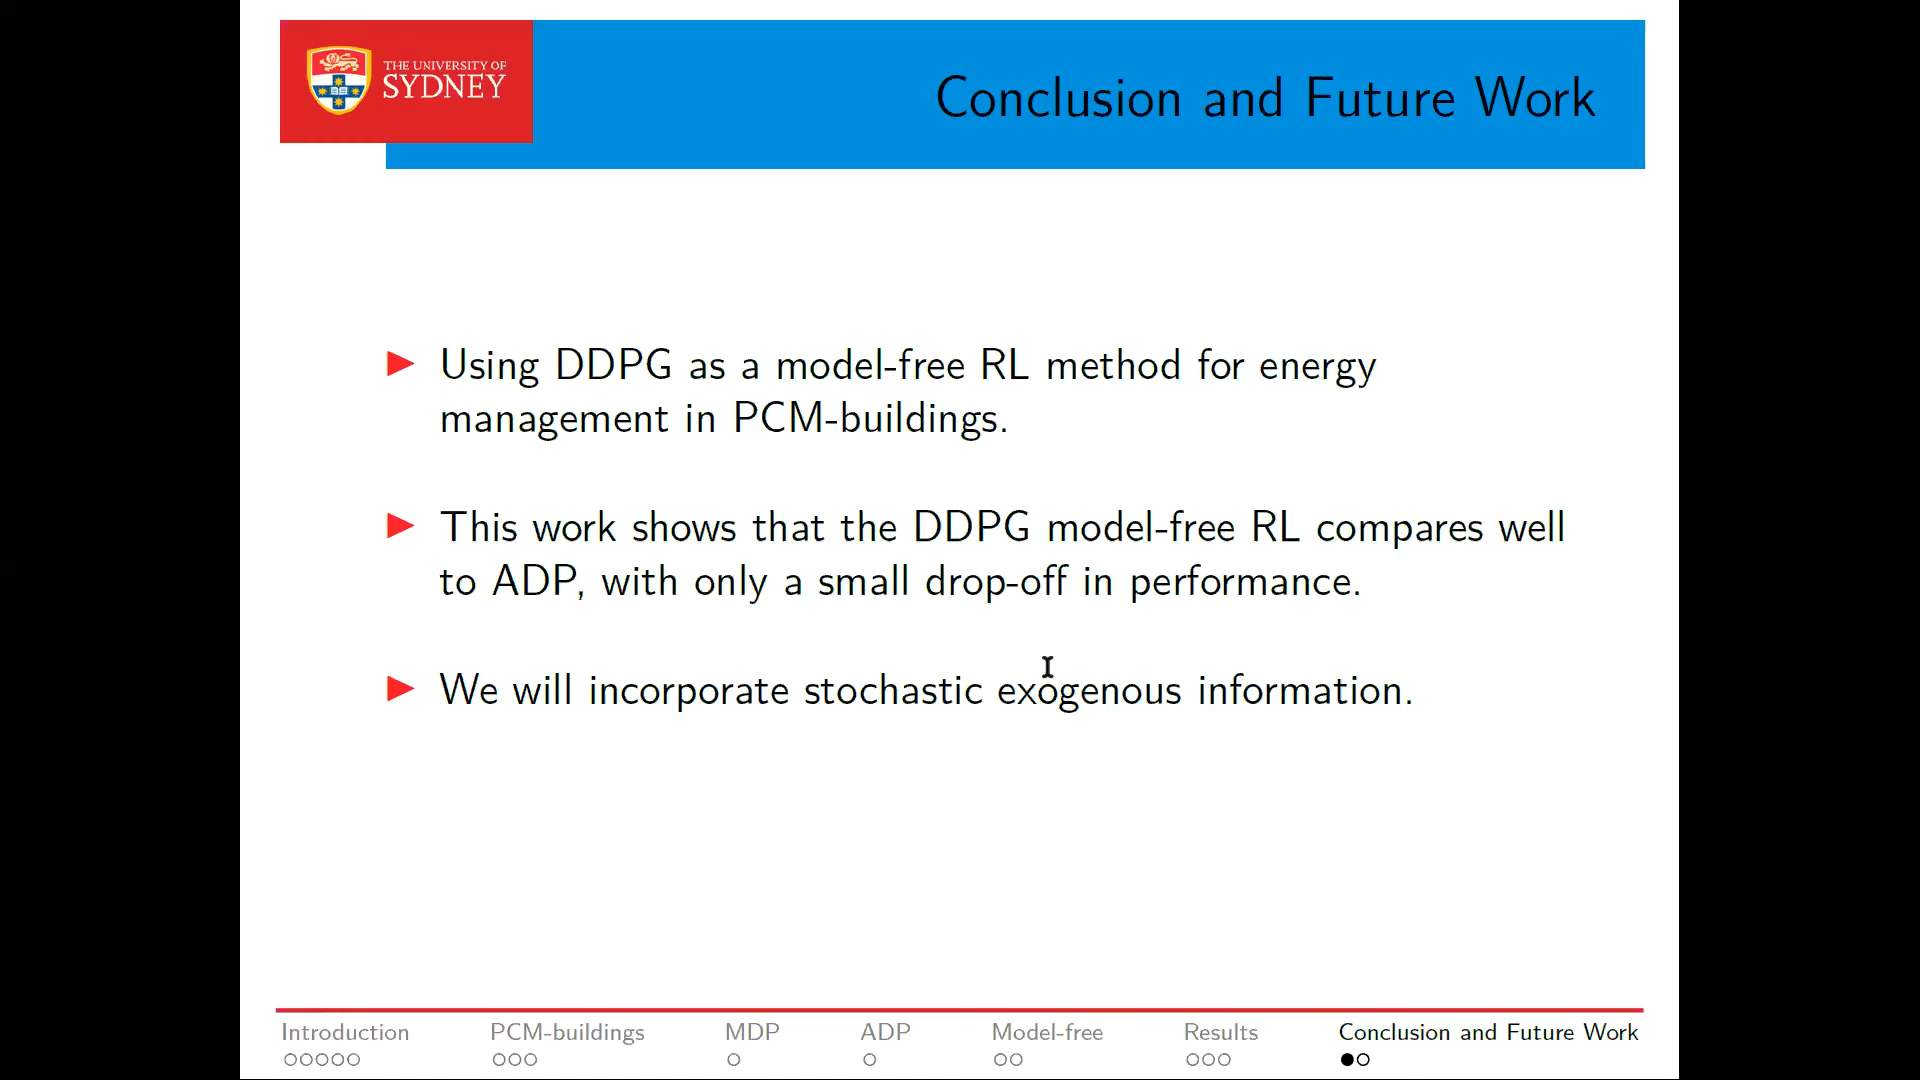 THE UNIVERSITY OF
SYDNEY
Conclusion and Future Work
Using DDPG as a model-free RL method for energy
management in PCM-buildings.
This work shows that the DDPG model-free RL compares well
to ADP, with only a small drop-off in performance.
We will incorporate stochastic exogenous information.
Introduction PCM-buildings MDP ADP Model-free Results Conclusion and Future Work